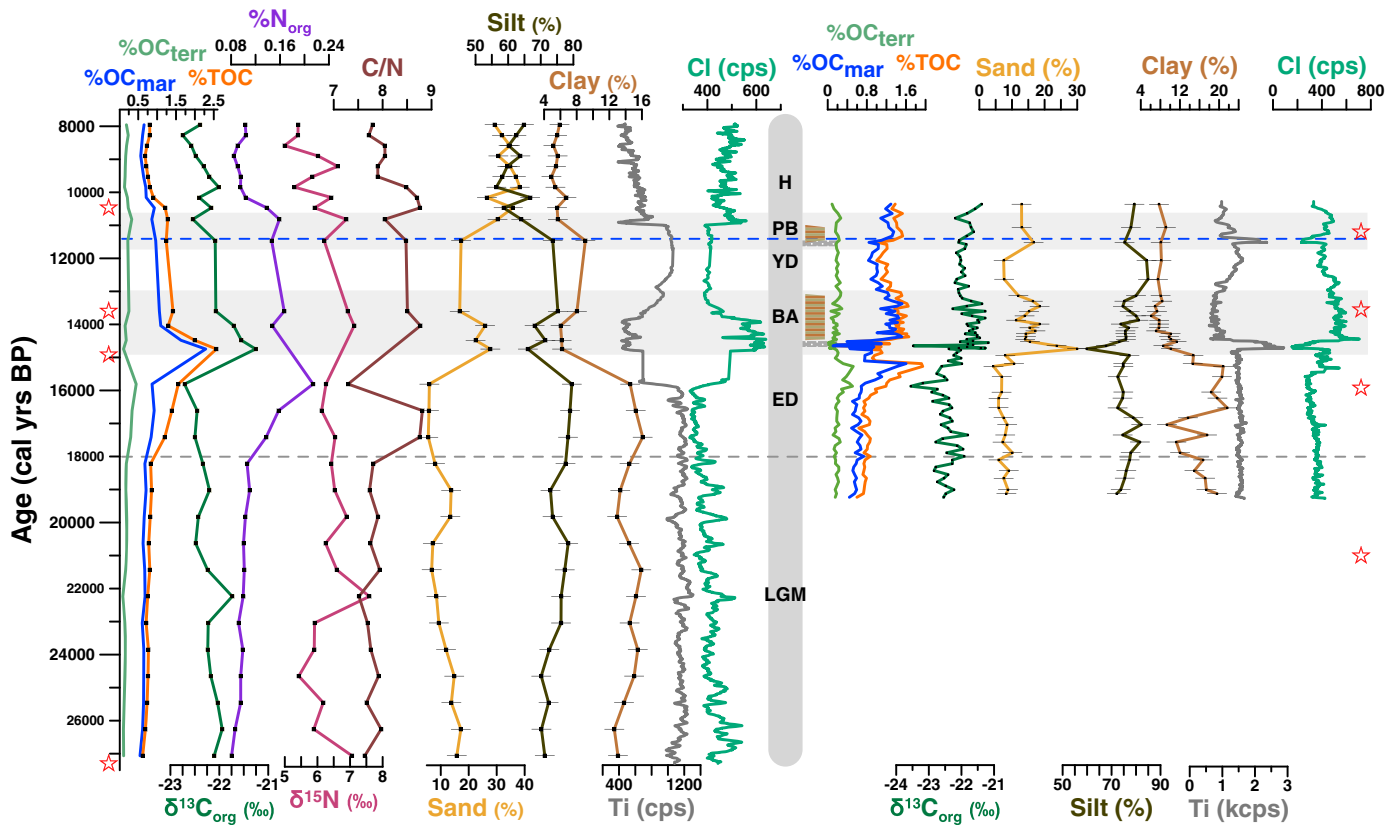 %Norg
Silt (%)
%OCterr
0.08 0.16 0.24
50 60 70 80
%OCterr
%OCmar
%TOC
C/N
Clay (%)
Cl (cps)
%OCmar
%TOC
Sand (%)
Clay (%)
Cl (cps)
0.5 1.5 2.5
7 8 9
4 8 12 16
400 600
0 0.8 1.6
0 10 20 30
4 12 20
0 400 800
Age (cal yrs BP)
8000
10000
12000
14000
16000
18000
20000
22000
24000
26000
H
PB
YD
BA
ED
LGM
-23 -22 -21
5 6 7 8
10 20 30 40
400 1200
-24 -23 -22 -21
50 70 90
0 1 2 3
δ13Corg (‰)
δ15N (‰)
Sand (%)
Ti (cps)
δ13Corg (‰)
Silt (%)
Ti (kcps)